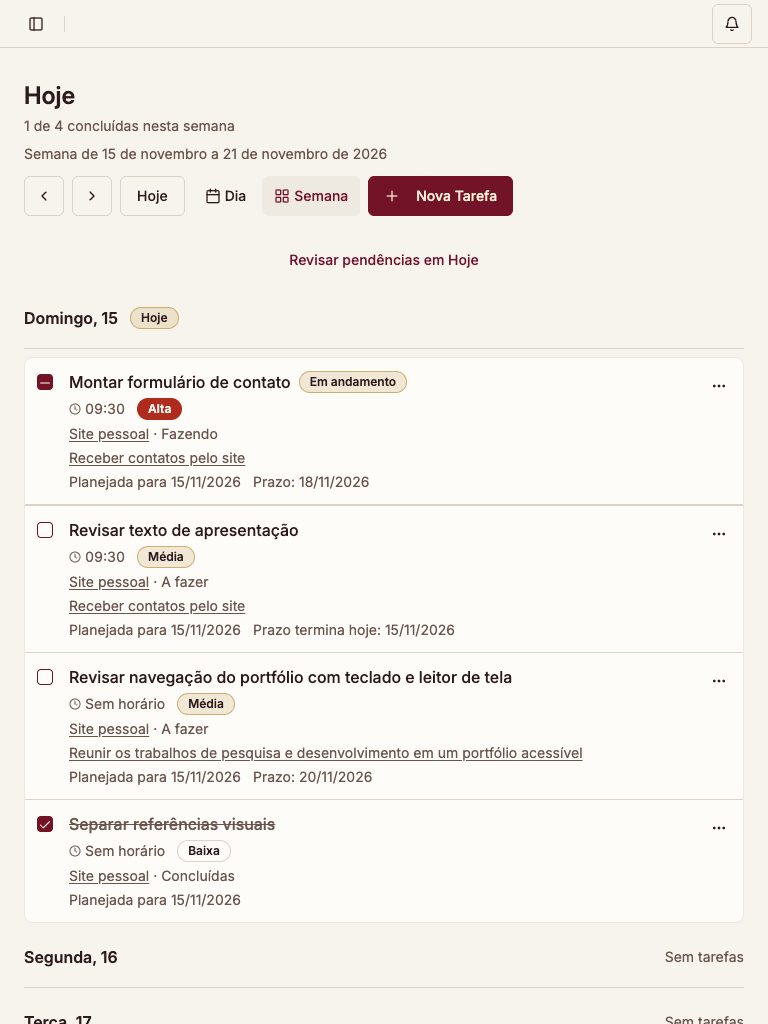 Hoje
1 de 4 concluídas nesta semana
Semana de 15 de novembro a 21 de novembro de 2026
Hoje Dia Semana + Nova Tarefa
Revisar pendências em Hoje
Domingo, 15 Hoje
Montar formulário de contato Em andamento
09:30 Alta
Site pessoal · Fazendo
Receber contatos pelo site
Planejada para 15/11/2026 Prazo: 18/11/2026
Revisar texto de apresentação
09:30 Média
Site pessoal · A fazer
Receber contatos pelo site
Planejada para 15/11/2026 Prazo termina hoje: 15/11/2026
Revisar navegação do portfólio com teclado e leitor de tela
Sem horário Média
Site pessoal · A fazer
Reunir os trabalhos de pesquisa e desenvolvimento em um portfólio acessível
Planejada para 15/11/2026 Prazo: 20/11/2026
Separar referências visuais
Sem horário Baixa
Site pessoal · Concluídas
Planejada para 15/11/2026
Segunda, 16 Sem tarefas
Terça, 17 Sem tarefas